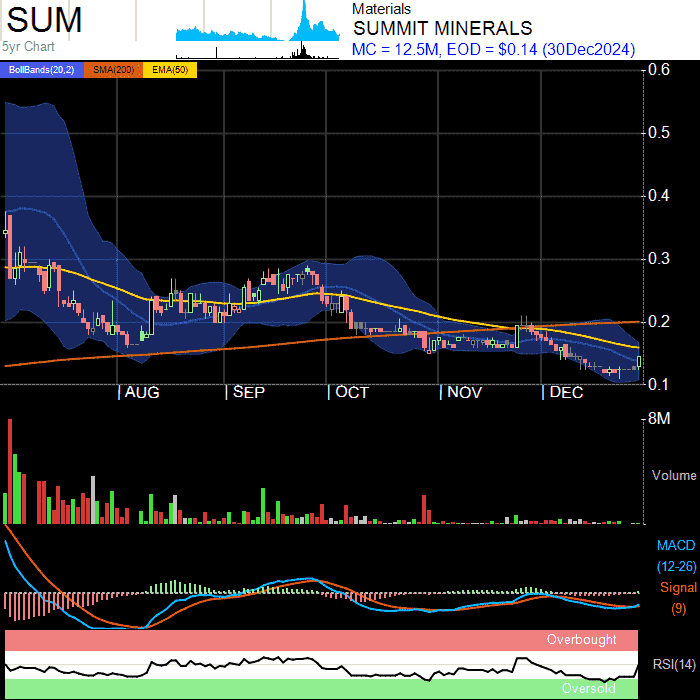 SUM
5yr Chart
Materials
SUMMIT MINERALS
MC = 12.5M, EOD = $0.14 (30Dec2024)
BollBands(20,2) SMA(200) EMA(50)
0.6
0.5
0.4
0.3
0.2
0.1
AUG SEP OCT NOV DEC
8M
Volume
MACD
(12-26)
Signal
(9)
Overbought
RSI(14)
Oversold